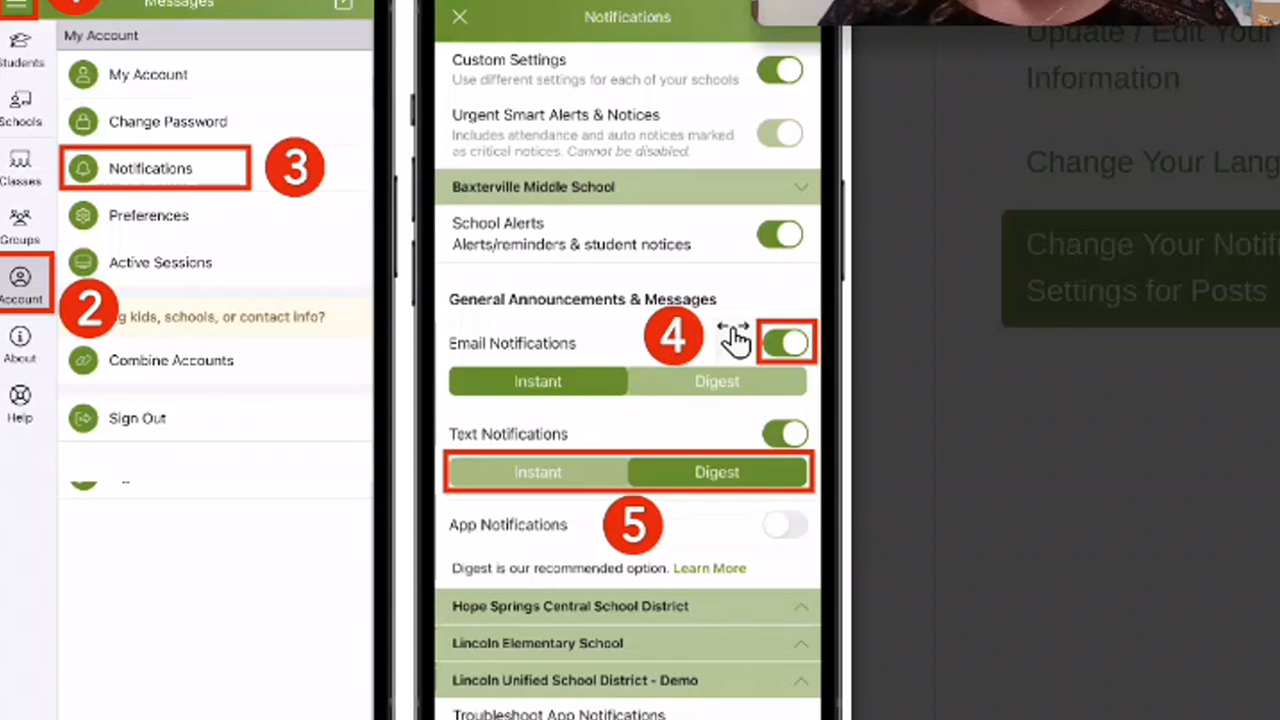 Messages
My Account
Students
My Account
Schools
Change Password
Classes
Notifications
3
Groups
Preferences
Account
Active Sessions
2
g kids, schools, or contact info?
About
Combine Accounts
Help
Sign Out
Notifications
Custom Settings
Use different settings for each of your schools
Urgent Smart Alerts & Notices
Includes attendance and auto notices marked
as critical notices. Cannot be disabled.
Baxterville Middle School
School Alerts
Alerts/reminders & student notices
General Announcements & Messages
Email Notifications
4
Instant Digest
Text Notifications
Instant Digest
App Notifications
5
Digest is our recommended option. Learn More
Hope Springs Central School District
Lincoln Elementary School
Lincoln Unified School District - Demo
Troubleshoot App Notifications
Update / Edit Your
Information
Change Your Lang
Change Your Notif
Settings for Posts